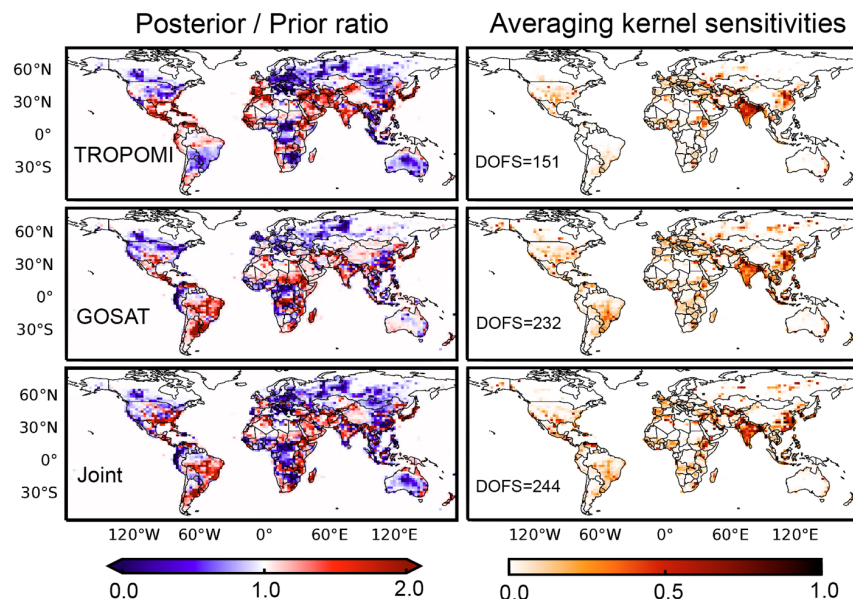 Posterior / Prior ratio
Averaging kernel sensitivities
60°N
30°N
0°
30°S
TROPOMI
DOFS=151
60°N
30°N
0°
30°S
GOSAT
DOFS=232
60°N
30°N
0°
30°S
Joint
DOFS=244
120°W 60°W 0° 60°E 120°E
120°W 60°W 0° 60°E 120°E
0.0 1.0 2.0
0.0 0.5 1.0